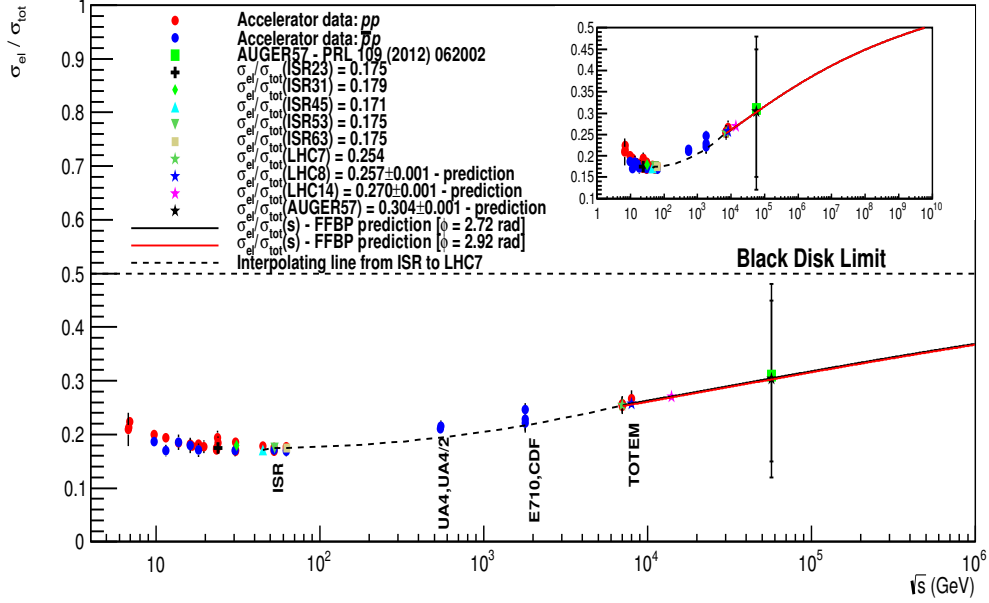 σel / σtot
1
0.9
0.8
0.7
0.6
0.5
0.4
0.3
0.2
0.1
0
Accelerator data: pp
Accelerator data: p̅p
AUGER57 - PRL 109 (2012) 062002
σel/σtot(ISR23) = 0.175
σel/σtot(ISR31) = 0.179
σel/σtot(ISR45) = 0.171
σel/σtot(ISR53) = 0.175
σel/σtot(ISR63) = 0.175
σel/σtot(LHC7) = 0.254
σel/σtot(LHC8) = 0.257±0.001 - prediction
σel/σtot(LHC14) = 0.270±0.001 - prediction
σel/σtot(AUGER57) = 0.304±0.001 - prediction
σel/σtot(s) - FFBP prediction [ϕ = 2.72 rad]
σel/σtot(s) - FFBP prediction [ϕ = 2.92 rad]
Interpolating line from ISR to LHC7
0.5
0.45
0.4
0.35
0.3
0.25
0.2
0.15
0.1
1 10 10² 10³ 10⁴ 10⁵ 10⁶ 10⁷ 10⁸ 10⁹ 10¹⁰
Black Disk Limit
ISR
UA4,UA4/2
E710,CDF
TOTEM
10 10² 10³ 10⁴ 10⁵ 10⁶
√s (GeV)